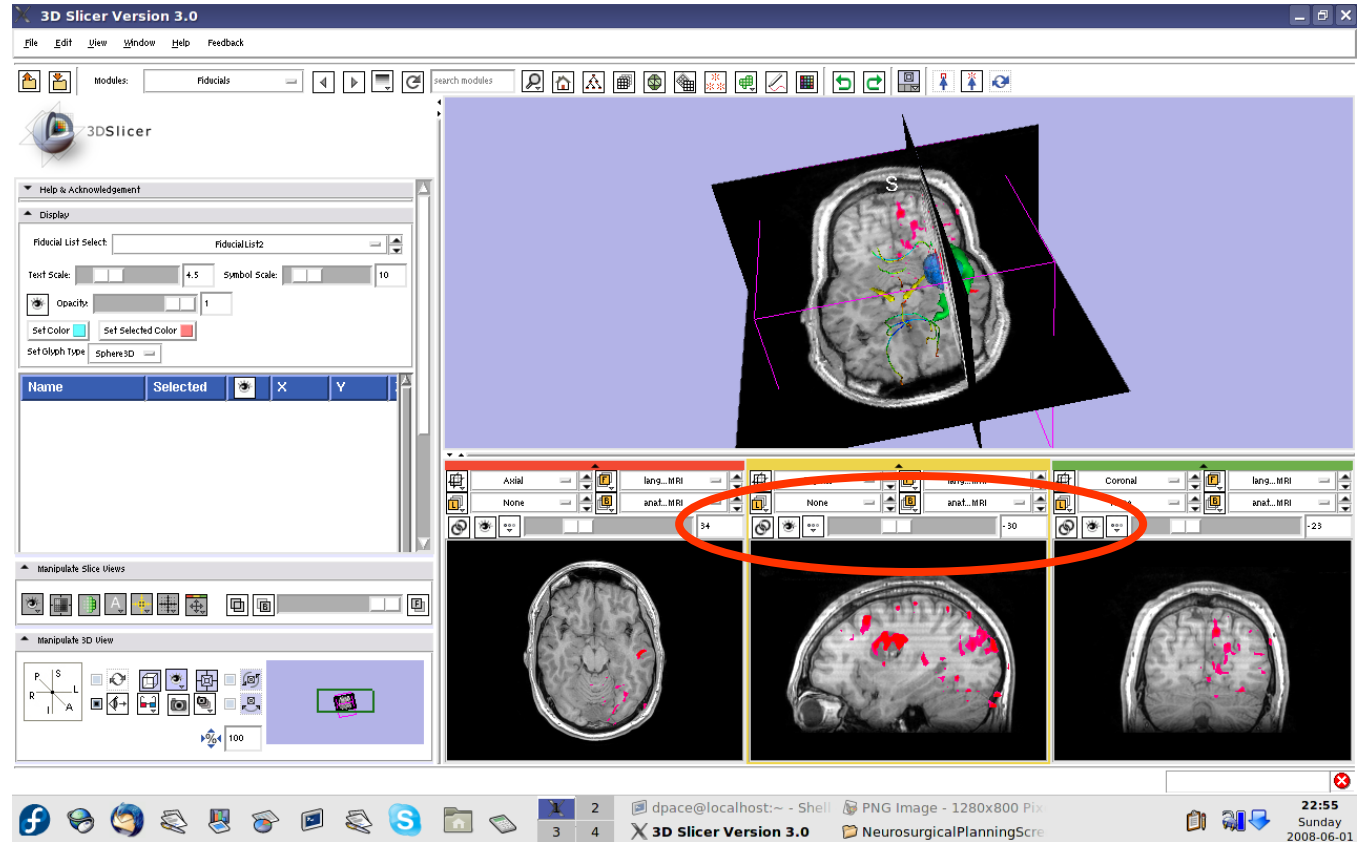 3D Slicer Version 3.0
File Edit View Window Help Feedback
Modules: Fiducials search modules
3DSlicer
Help & Acknowledgement
Display
Fiducial List Select: FiducialList2
Text Scale: 4.5 Symbol Scale: 10
Opacity: 1
Set Color Set Selected Color
Set Glyph Type Sphere3D
Name Selected X Y
Manipulate Slice Views
A B F
Manipulate 3D View
P S
R L
I A
% 100
S
Axial F lang...MRI
L None B anat...MRI
34
L None B anat...MRI
-30
Coronal F lang...MRI
L B anat...MRI
-23
1 2
3 4
dpace@localhost:~ - Shell
PNG Image - 1280x800 Pix
3D Slicer Version 3.0
NeurosurgicalPlanningScre
22:55
Sunday
2008-06-01